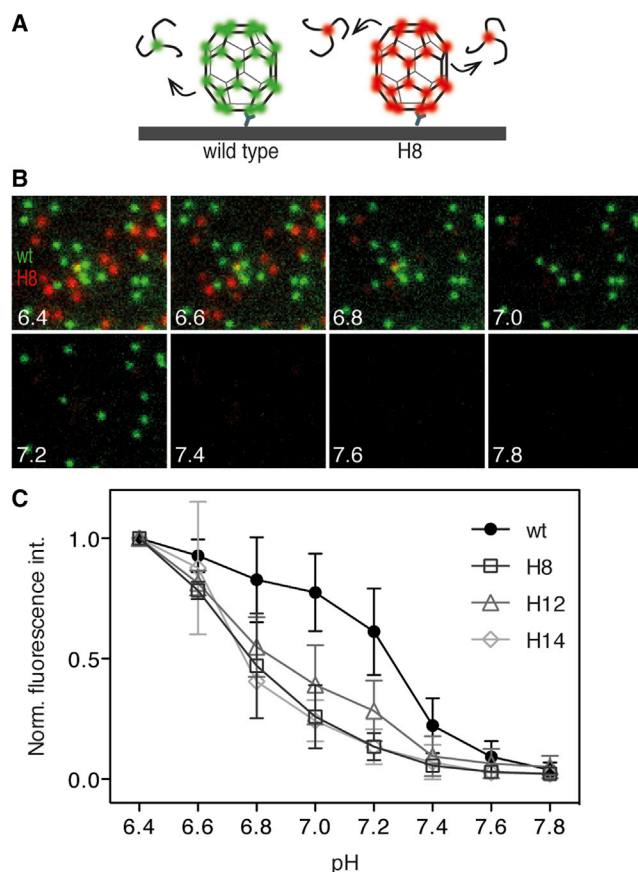 A
wild type
H8
B
wt
H8
6.4
6.6
6.8
7.0
7.2
7.4
7.6
7.8
C
Norm. fluorescence int.
1.0
0.5
0.0
wt
H8
H12
H14
6.4 6.6 6.8 7.0 7.2 7.4 7.6 7.8
pH